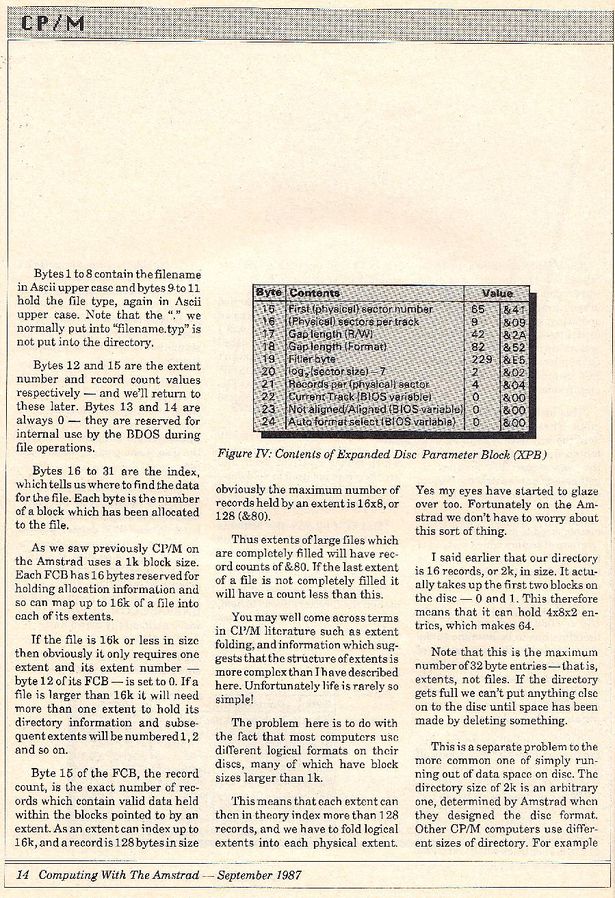 CP/M
Bytes 1 to 8 contain the filename
in Ascii upper case and bytes 9 to 11
hold the file type, again in Ascii
upper case. Note that the "." we
normally put into "filename.typ" is
not put into the directory.
Bytes 12 and 15 are the extent
number and record count values
respectively — and we'll return to
these later. Bytes 13 and 14 are
always 0 — they are reserved for
internal use by the BDOS during
file operations.
Bytes 16 to 31 are the index,
which tells us where to find the data
for the file. Each byte is the number
of a block which has been allocated
to the file.
As we saw previously CP/M on
the Amstrad uses a 1k block size.
Each FCB has 16 bytes reserved for
holding allocation information and
so can map up to 16k of a file into
each of its extents.
If the file is 16k or less in size
then obviously it only requires one
extent and its extent number —
byte 12 of its FCB — is set to 0. If a
file is larger than 16k it will need
more than one extent to hold its
directory information and subse-
quent extents will be numbered 1, 2
and so on.
Byte 15 of the FCB, the record
count, is the exact number of rec-
ords which contain valid data held
within the blocks pointed to by an
extent. As an extent can index up to
16k, and a record is 128 bytes in size
Byte Contents Value
15 First (physical) sector number 65 &41
16 (Physical) sectors per track 9 &09
17 Gap length (R/W) 42 &2A
18 Gap length (Format) 82 &52
19 Filler byte 229 &E5
20 log₂(sector size) – 7 2 &02
21 Records per (physical) sector 4 &04
22 Current Track (BIOS variable) 0 &00
23 Not aligned/Aligned (BIOS variable) 0 &00
24 Auto format select (BIOS variable) 0 &00
Figure IV: Contents of Expanded Disc Parameter Block (XPB)
obviously the maximum number of
records held by an extent is 16x8, or
128 (&80).
Thus extents of large files which
are completely filled will have rec-
ord counts of &80. If the last extent
of a file is not completely filled it
will have a count less than this.
You may well come across terms
in CP/M literature such as extent
folding, and information which sug-
gests that the structure of extents is
more complex than I have described
here. Unfortunately life is rarely so
simple!
The problem here is to do with
the fact that most computers use
different logical formats on their
discs, many of which have block
sizes larger than 1k.
This means that each extent can
then in theory index more than 128
records, and we have to fold logical
extents into each physical extent.
Yes my eyes have started to glaze
over too. Fortunately on the Am-
strad we don't have to worry about
this sort of thing.
I said earlier that our directory
is 16 records, or 2k, in size. It actu-
ally takes up the first two blocks on
the disc — 0 and 1. This therefore
means that it can hold 4x8x2 en-
tries, which makes 64.
Note that this is the maximum
number of 32 byte entries — that is,
extents, not files. If the directory
gets full we can't put anything else
on to the disc until space has been
made by deleting something.
This is a separate problem to the
more common one of simply run-
ning out of data space on disc. The
directory size of 2k is an arbitrary
one, determined by Amstrad when
they designed the disc format.
Other CP/M computers use differ-
ent sizes of directory. For example
14 Computing With The Amstrad — September 1987